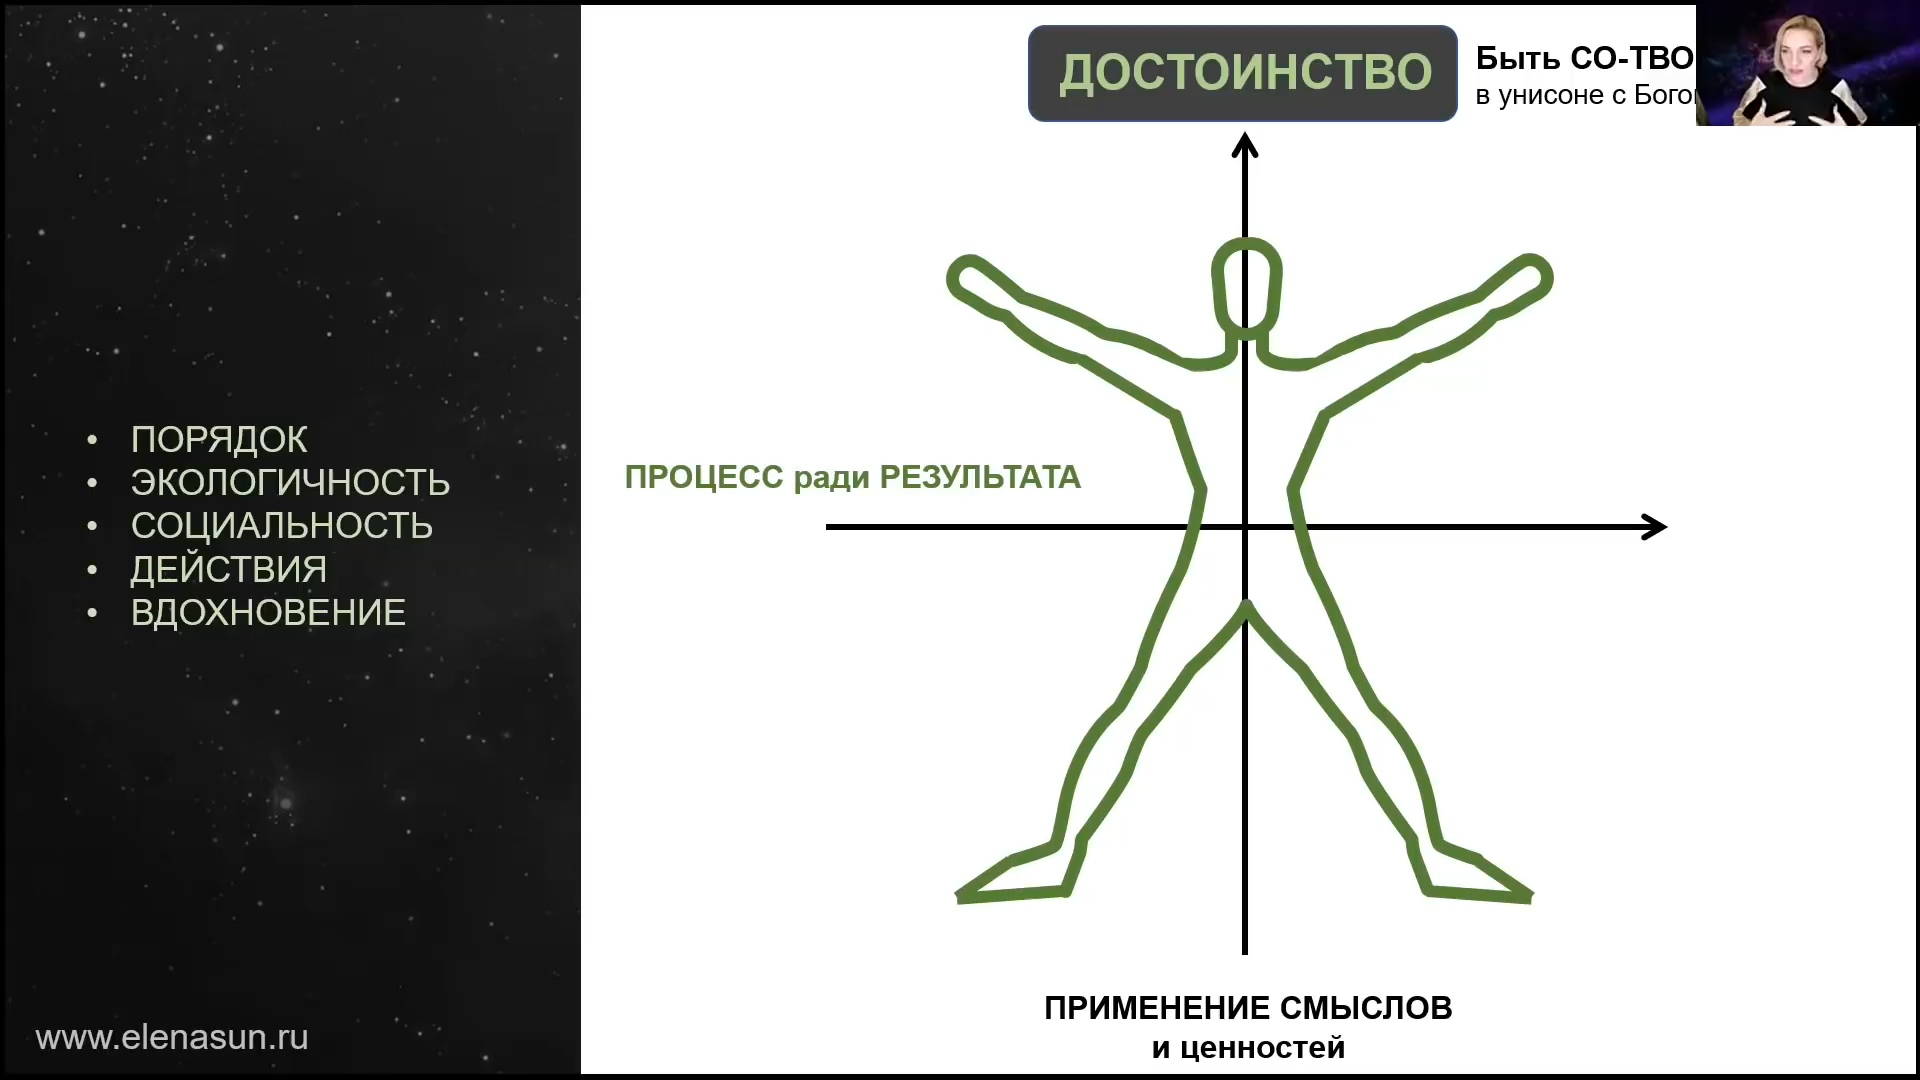 ДОСТОИНСТВО
Быть СО-ТВО
в унисоне с
ПОРЯДОК
ЭКОЛОГИЧНОСТЬ
СОЦИАЛЬНОСТЬ
ДЕЙСТВИЯ
ВДОХНОВЕНИЕ
ПРОЦЕСС ради РЕЗУЛЬТАТА
ПРИМЕНЕНИЕ СМЫСЛОВ
и ценностей
www.elenasun.ru